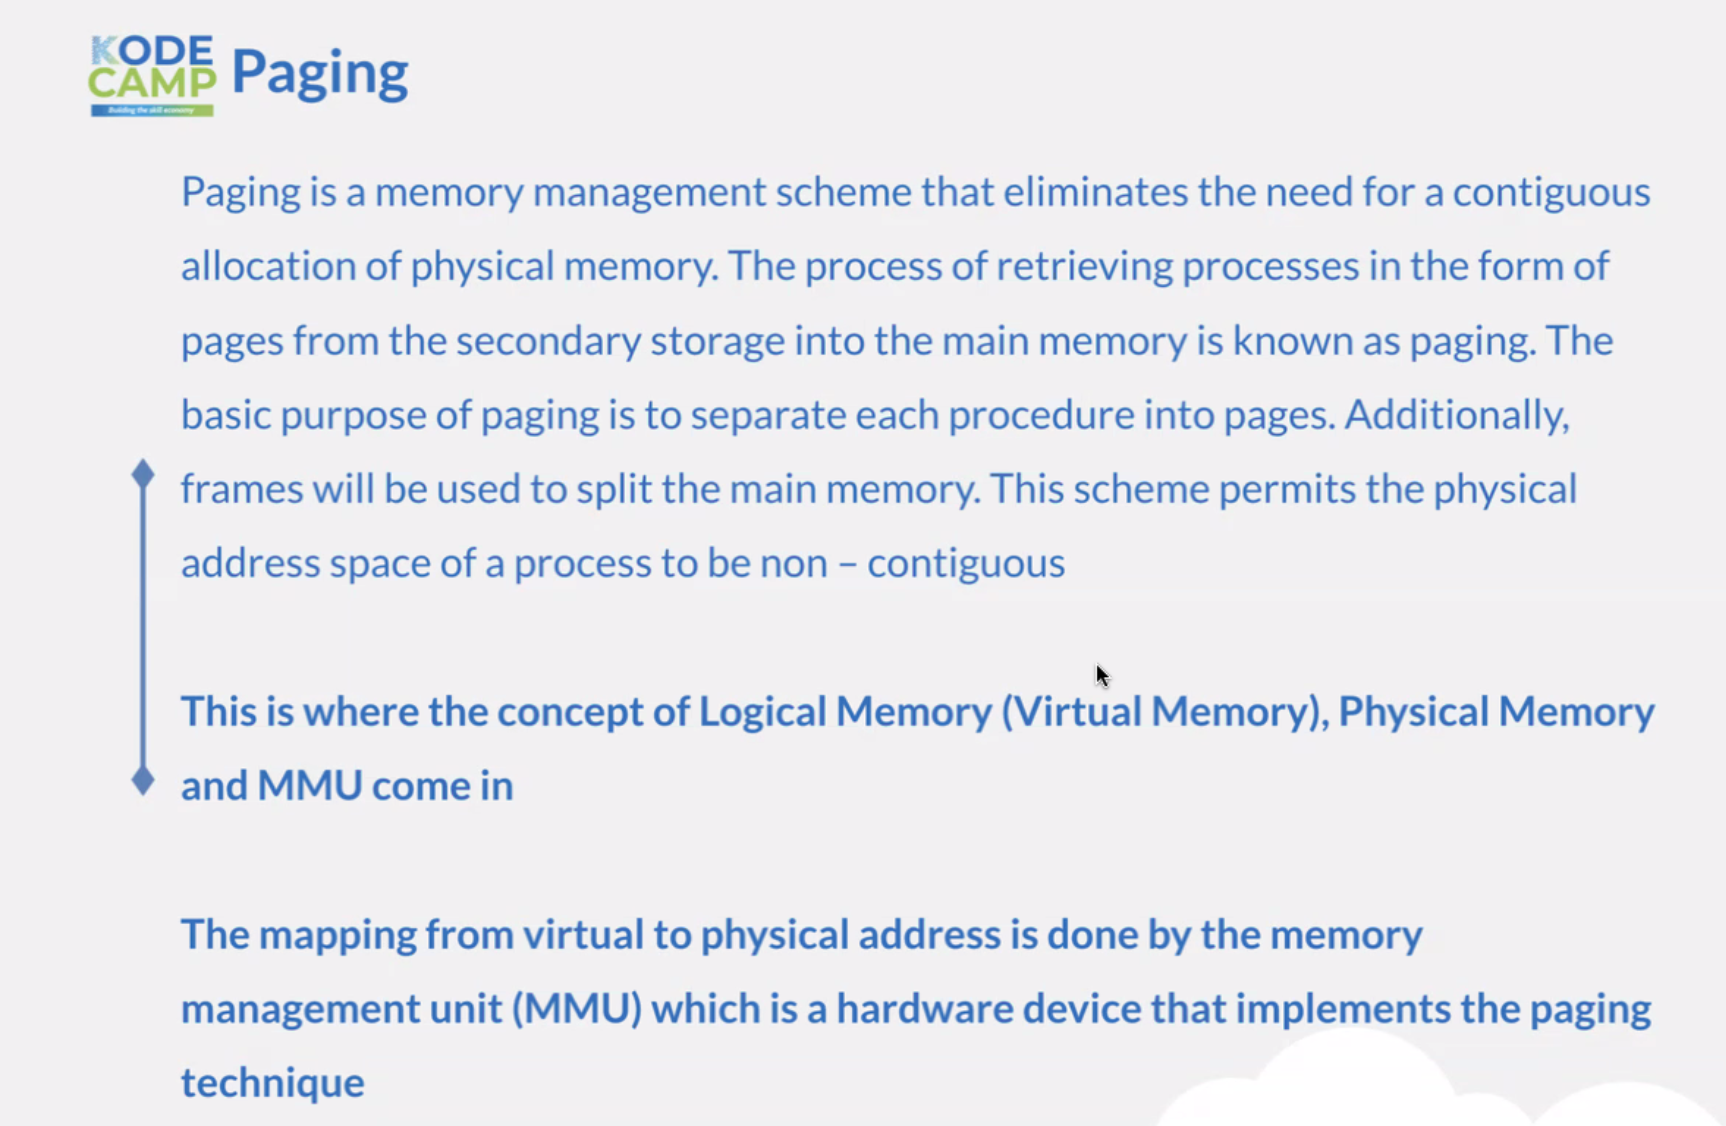 KODE
CAMP
Building the skill economy
Paging
Paging is a memory management scheme that eliminates the need for a contiguous
allocation of physical memory. The process of retrieving processes in the form of
pages from the secondary storage into the main memory is known as paging. The
basic purpose of paging is to separate each procedure into pages. Additionally,
frames will be used to split the main memory. This scheme permits the physical
address space of a process to be non – contiguous
This is where the concept of Logical Memory (Virtual Memory), Physical Memory
and MMU come in
The mapping from virtual to physical address is done by the memory
management unit (MMU) which is a hardware device that implements the paging
technique